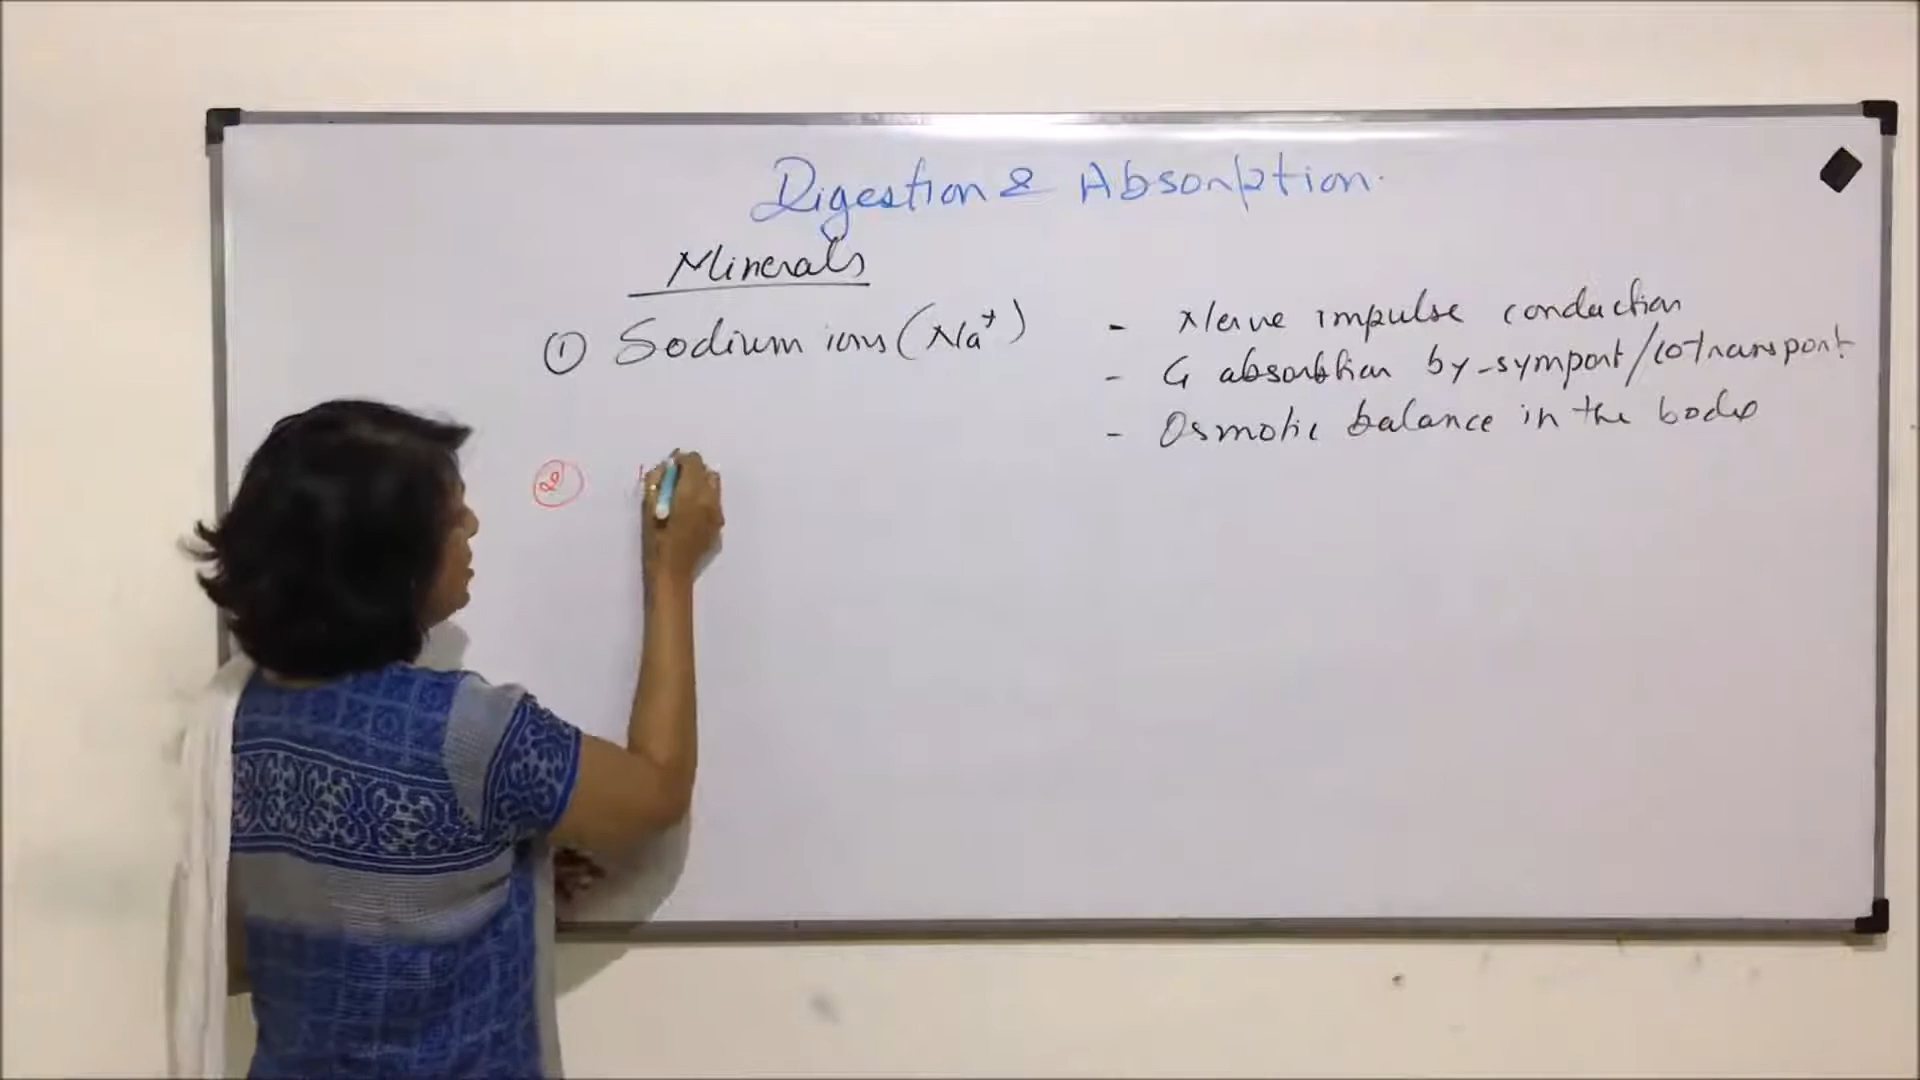 Digestion & Absorption.
Minerals
① Sodium ions (Na⁺)
- Nerve impulse conduction
- G absorbtion by - symport/cotransport
- Osmotic balance in the body
②